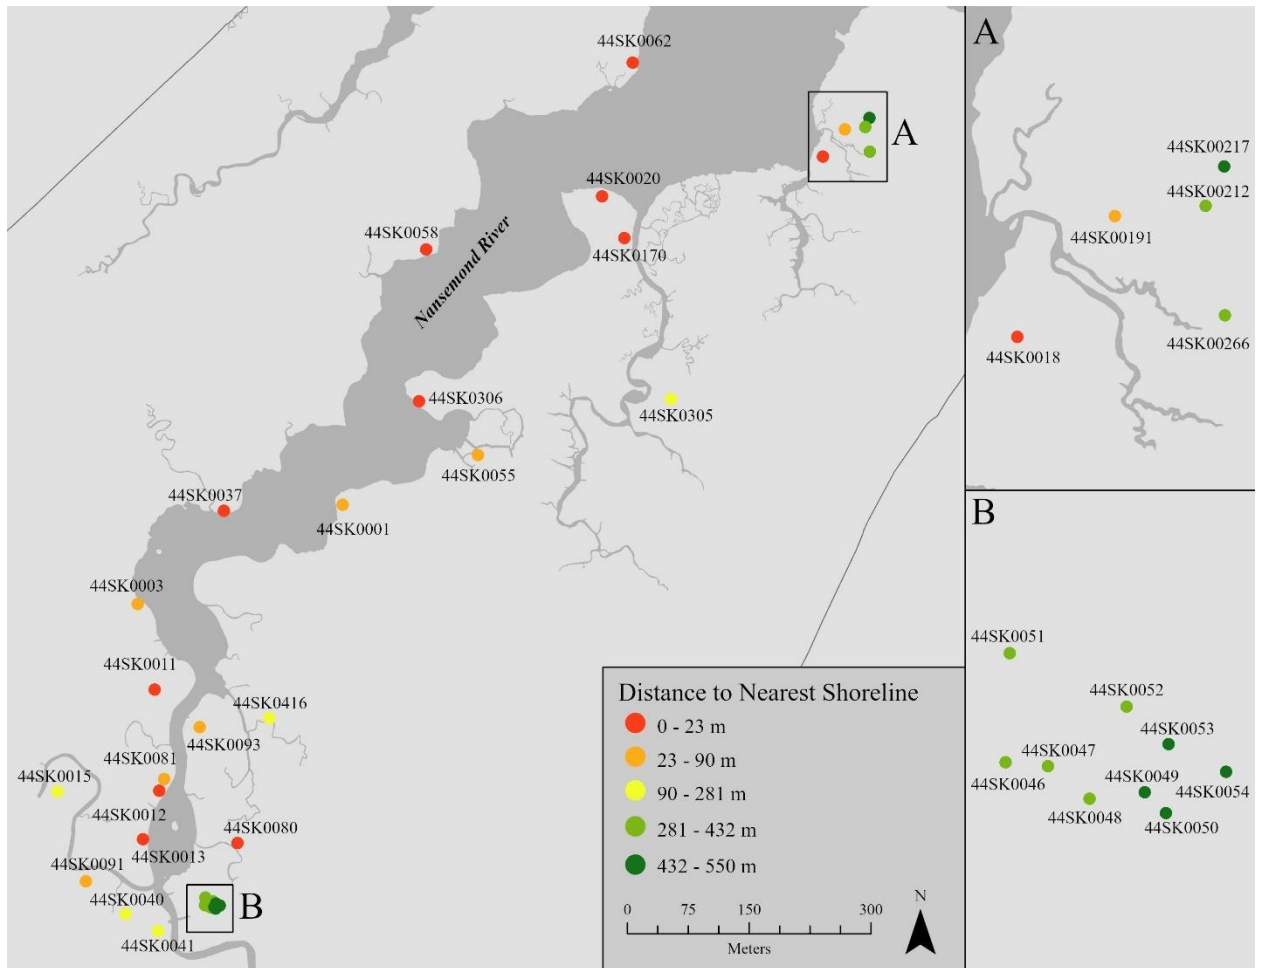 44SK0062
A
44SK0020
44SK0058
44SK0170
Nansemond River
44SK0306
44SK0305
44SK0055
44SK0037
44SK0001
44SK0003
44SK0011
44SK0416
44SK0093
44SK0081
44SK0015
44SK0012
44SK0080
44SK0013
44SK0091
44SK0040
B
44SK0041
Distance to Nearest Shoreline
0 - 23 m
23 - 90 m
90 - 281 m
281 - 432 m
432 - 550 m
0 75 150 300
Meters
N
A
44SK00217
44SK00212
44SK00191
44SK00266
44SK0018
B
44SK0051
44SK0052
44SK0053
44SK0047
44SK0046
44SK0049
44SK0054
44SK0048
44SK0050